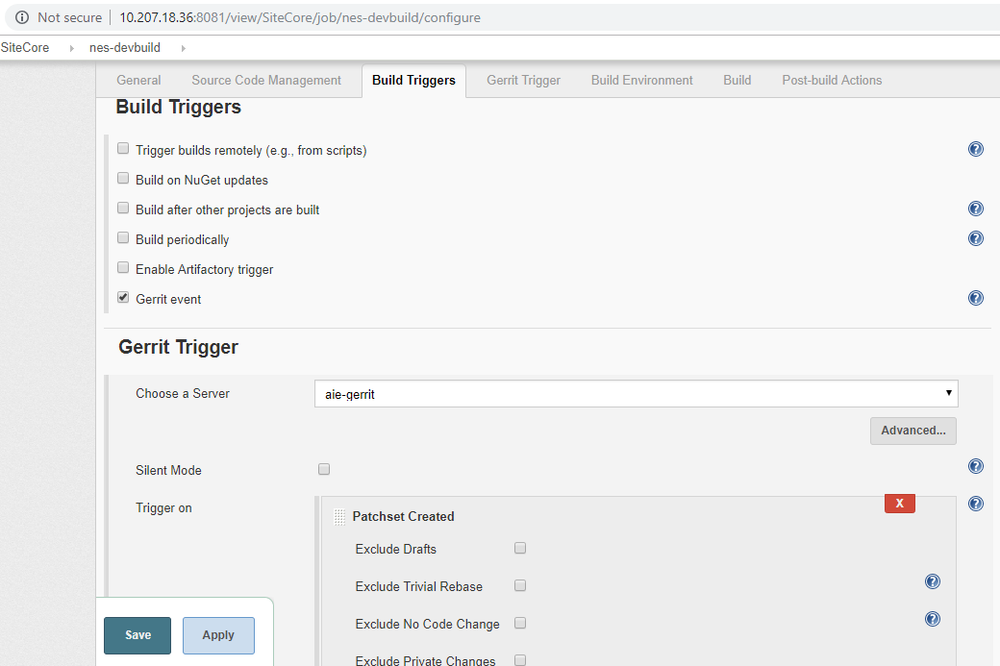 Not secure | 10.207.18.36:8081/view/SiteCore/job/nes-devbuild/configure
SiteCore nes-devbuild
General Source Code Management Build Triggers Gerrit Trigger Build Environment Build Post-build Actions
Build Triggers
Trigger builds remotely (e.g., from scripts)
Build on NuGet updates
Build after other projects are built
Build periodically
Enable Artifactory trigger
Gerrit event
Gerrit Trigger
Choose a Server aie-gerrit
Advanced...
Silent Mode
Trigger on X
Patchset Created
Exclude Drafts
Exclude Trivial Rebase
Exclude No Code Change
Save Apply
Exclude Private Changes